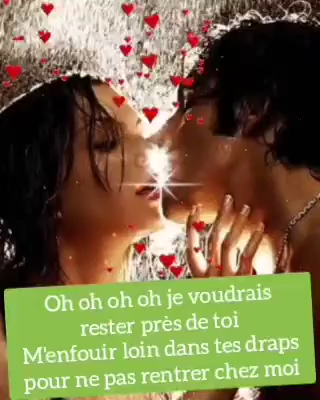 Oh oh oh oh je voudrais
rester près de toi
M'enfouir loin dans tes draps
pour ne pas rentrer chez moi